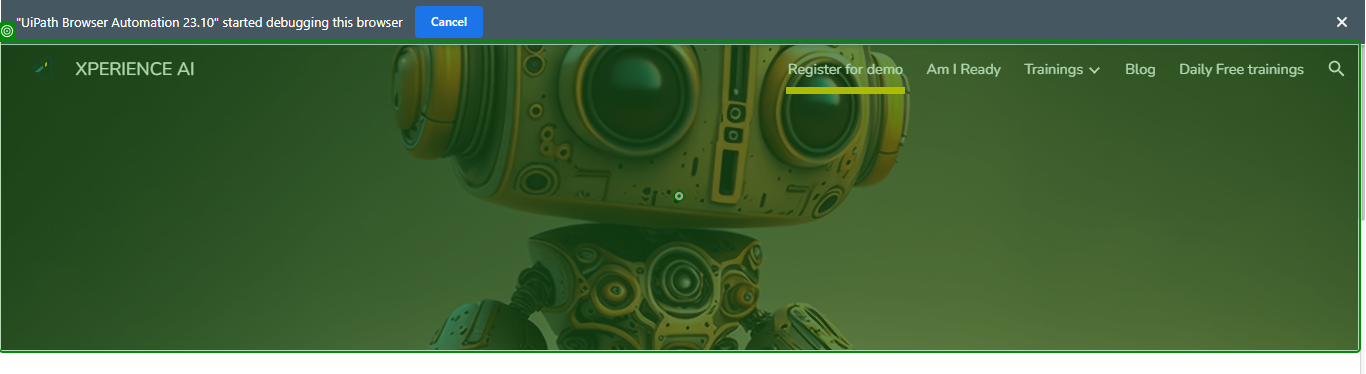 "UiPath Browser Automation 23.10" started debugging this browser Cancel
XPERIENCE AI Register for demo Am I Ready Trainings Blog Daily Free trainings